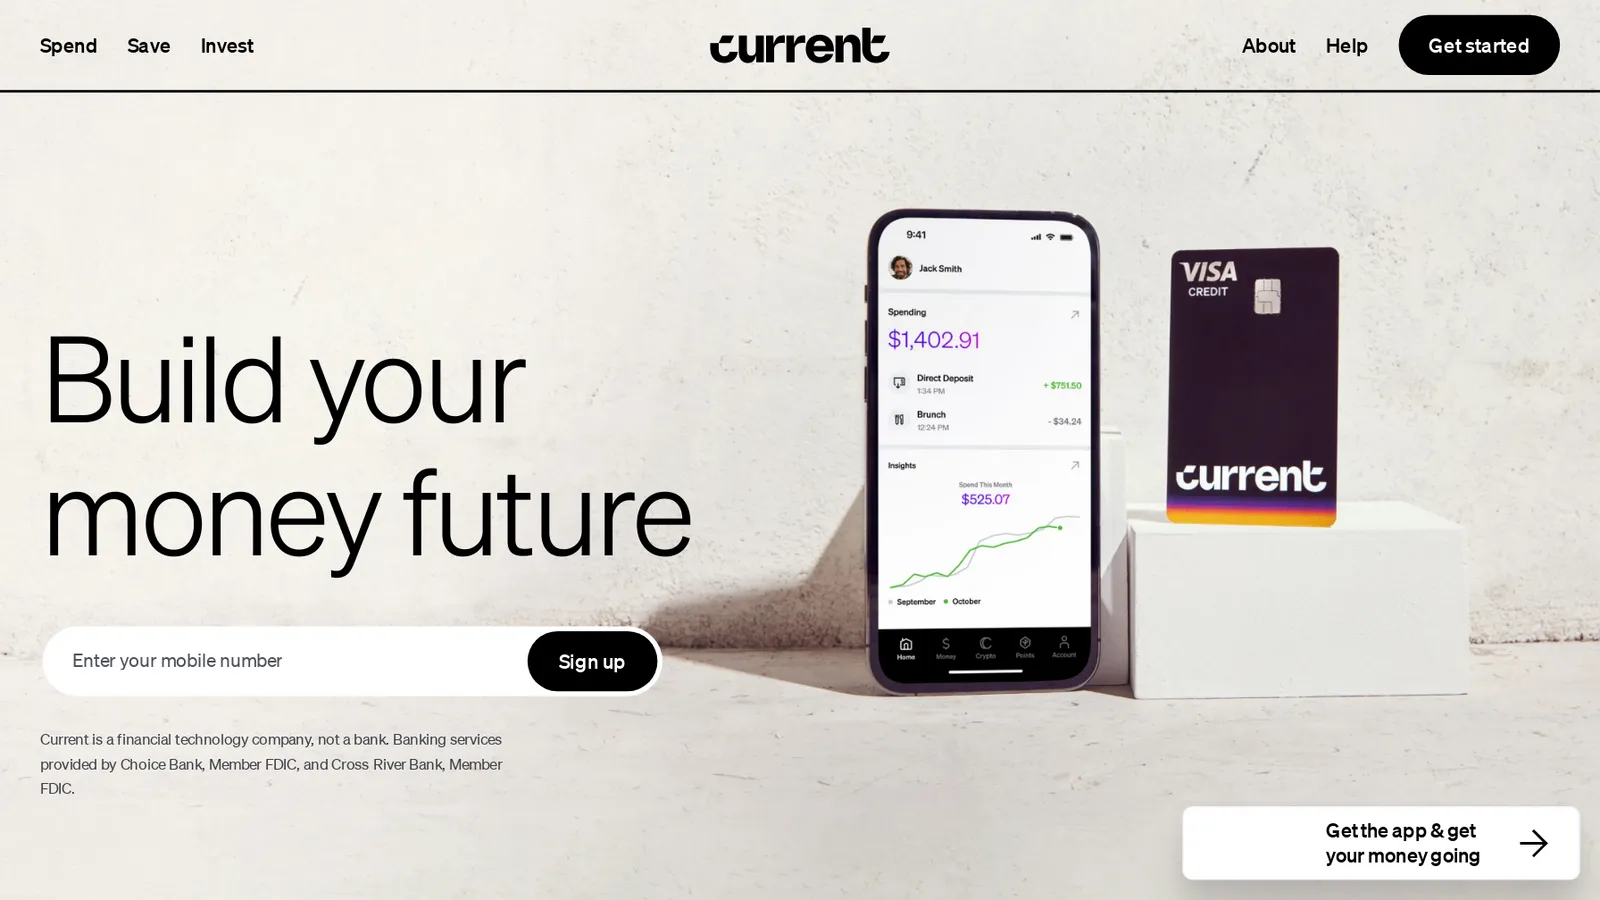 Spend Save Invest
current
About Help Get started
Build your
money future
Enter your mobile number
Sign up
Current is a financial technology company, not a bank. Banking services
provided by Choice Bank, Member FDIC, and Cross River Bank, Member
FDIC.
9:41
Jack Smith
Spending
$1,402.91
Direct Deposit
1:34 PM
+ $751.50
Brunch
12:24 PM
- $34.24
Insights
Spend This Month
$525.07
September October
Home Money Crypto Points Account
VISA
CREDIT
current
Get the app & get
your money going